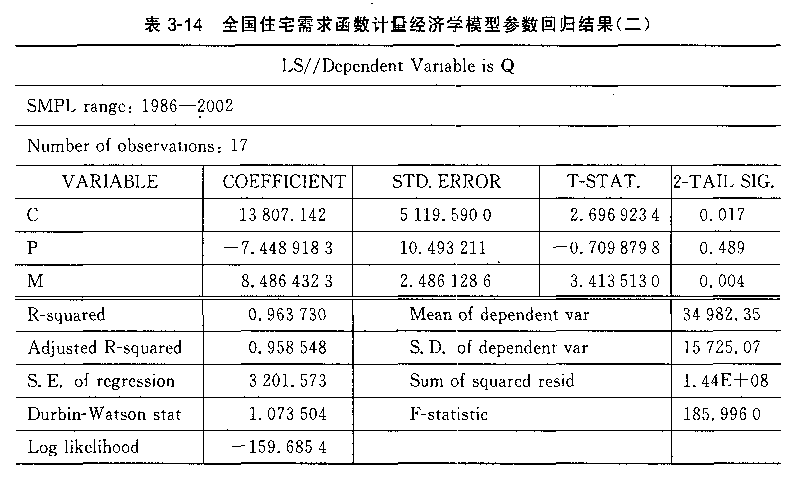 表 3-14 全国住宅需求函数计量经济学模型参数回归结果(二)
LS//Dependent Variable is Q
SMPL range: 1986—2002
Number of observations: 17
VARIABLE COEFFICIENT STD. ERROR T-STAT. 2-TAIL SIG.
C 13 807.142 5 119.590 0 2.696 923 4 0.017
P -7.448 918 3 10.493 211 -0.709 879 8 0.489
M 8.486 432 3 2.486 128 6 3.413 513 0 0.004
R-squared 0.963 730 Mean of dependent var 34 982.35
Adjusted R-squared 0.958 548 S. D. of dependent var 15 725.07
S. E. of regression 3 201.573 Sum of squared resid 1.44E+08
Durbin-Watson stat 1.073 504 F-statistic 185.996 0
Log likelihood -159.685 4